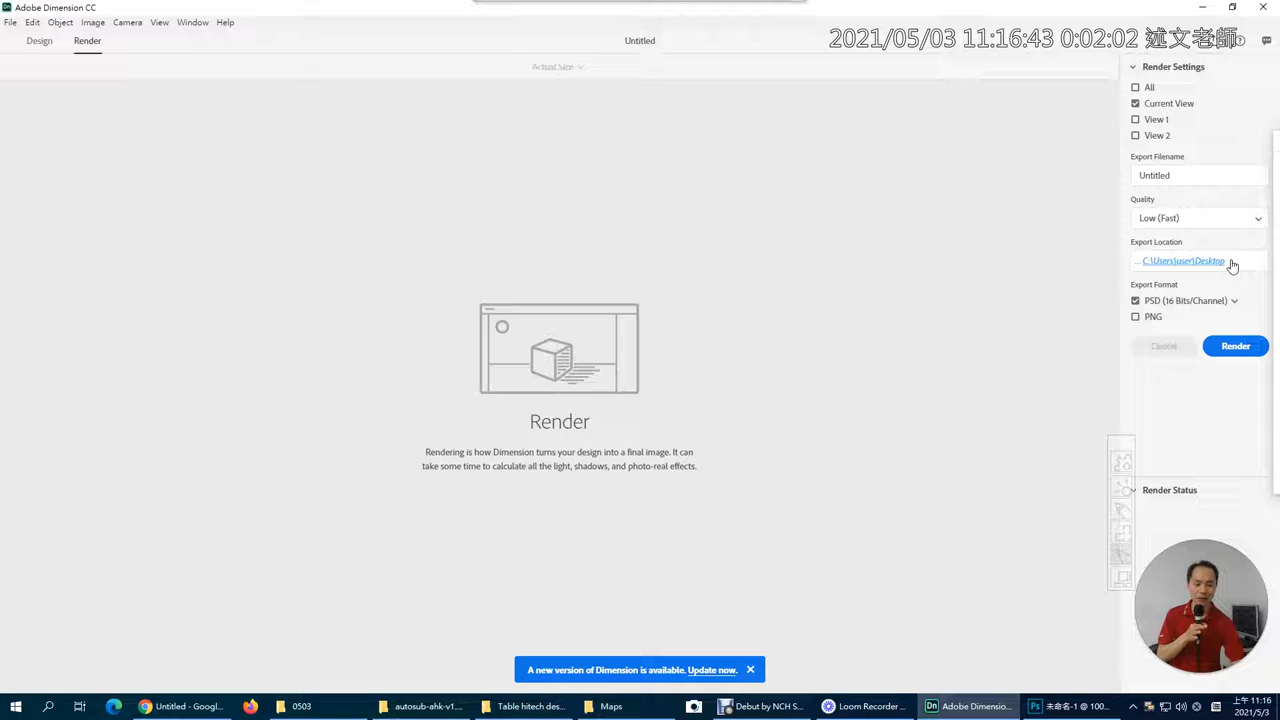 Adobe Dimension CC
File Edit Object Image Camera View Window Help
Design Render
Untitled
2021/05/03 11:16:43 0:02:02 述文老師
Actual Size
Render Settings
All
Current View
View 1
View 2
Export Filename
Untitled
Quality
Low (Fast)
Export Location
... C:\Users\user\Desktop
Export Format
PSD (16 Bits/Channel)
PNG
Cancel Render
Render
Rendering is how Dimension turns your design into a final image. It can
take some time to calculate all the light, shadows, and photo-real effects.
Render Status
A new version of Dimension is available. Update now.
Untitled - Googl...
0503
autosub-ahk-v1...
Table hitech des...
Maps
Debut by NCH S...
Loom Recorder ...
Adobe Dimensio...
未命名-1 @ 100...
上午 11:16
2021/5/3